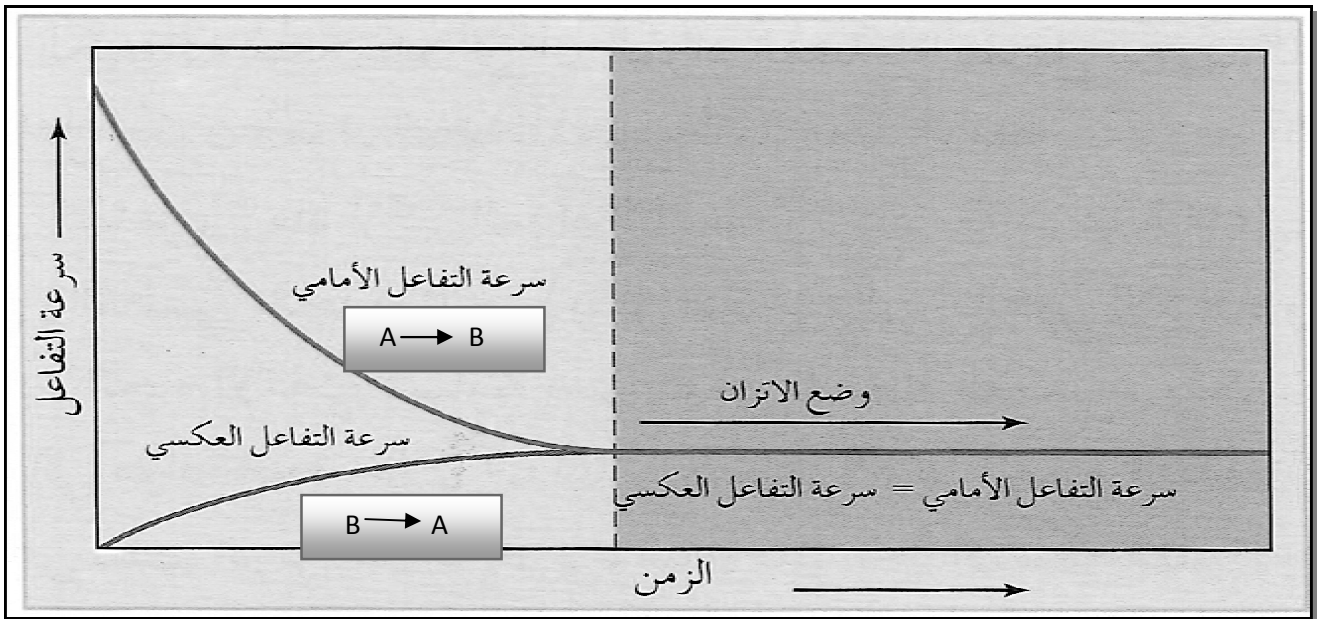 سرعة التفاعل
سرعة التفاعل الأمامي
A → B
وضع الاتزان
سرعة التفاعل العكسي
سرعة التفاعل الأمامي = سرعة التفاعل العكسي
B → A
الزمن